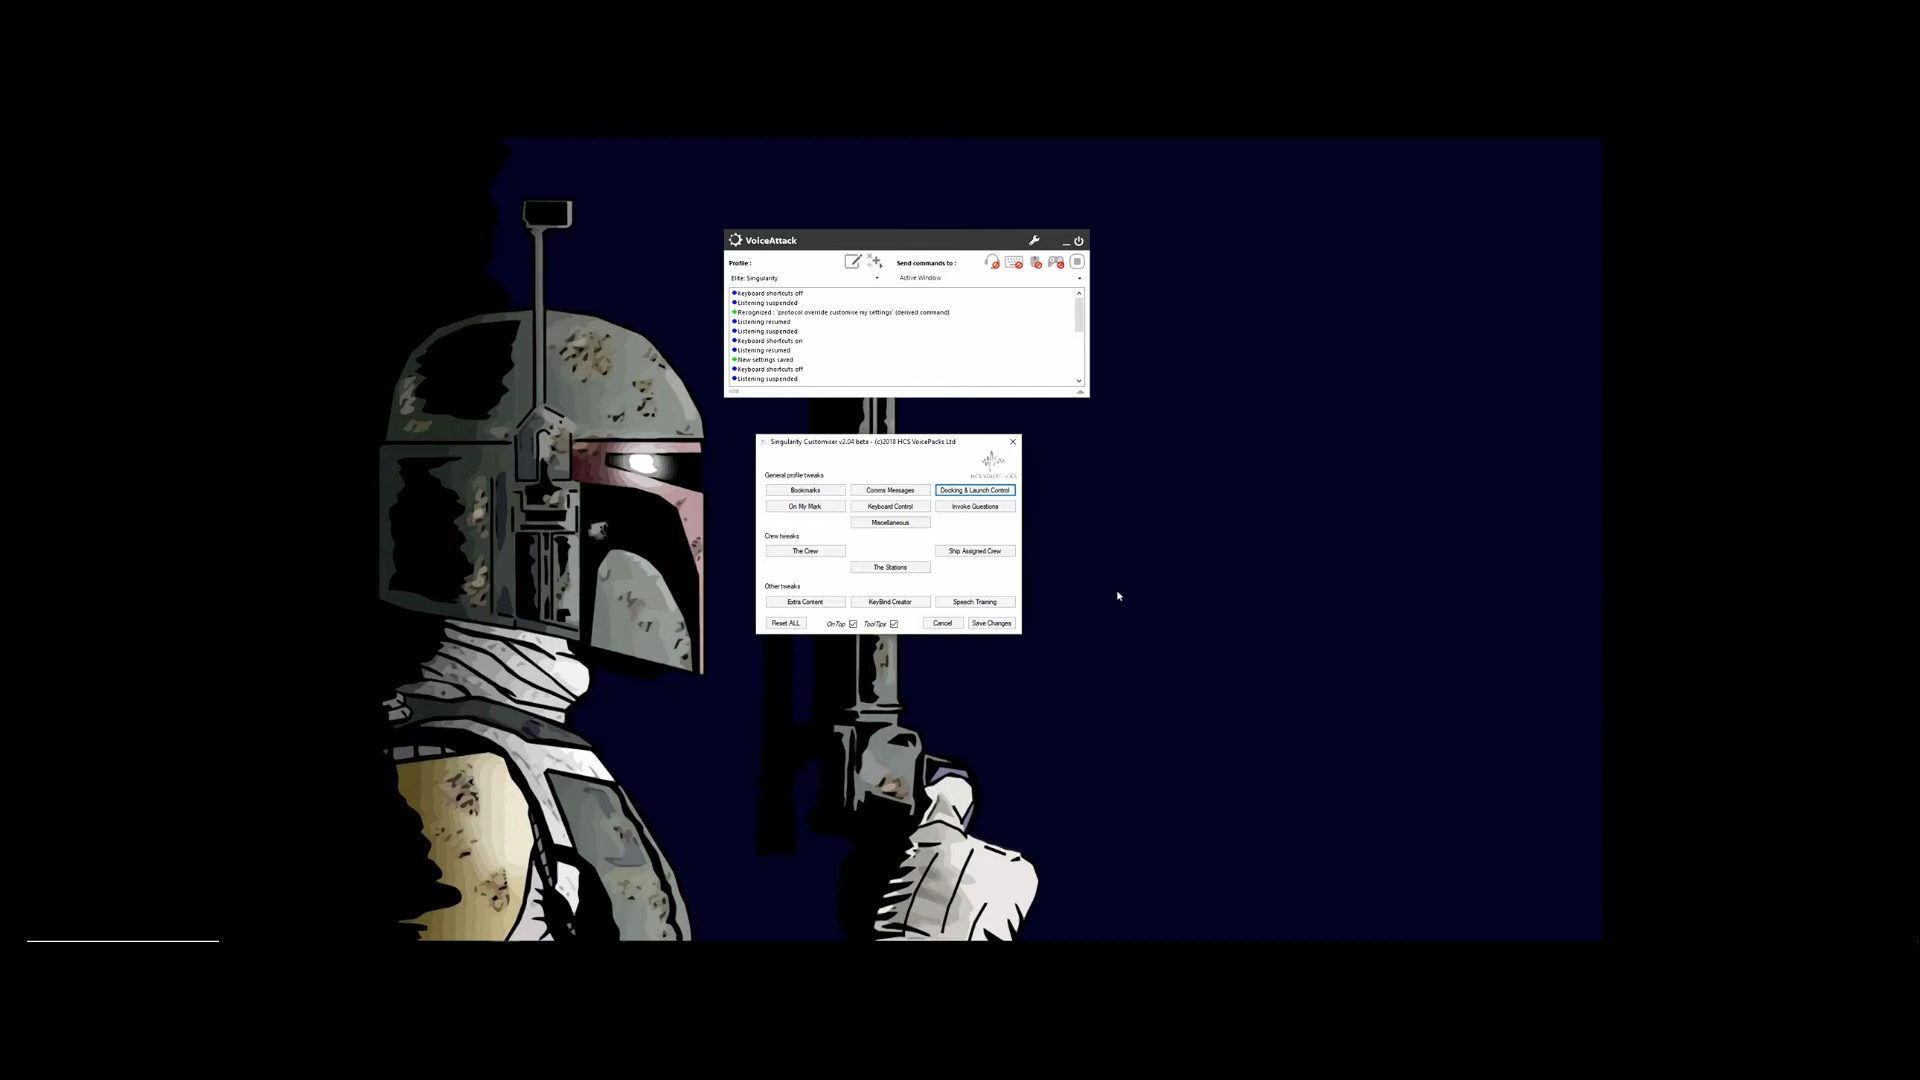 VoiceAttack
Profile :
Send commands to :
Elite: Singularity
Active Window
Keyboard shortcuts off
Listening suspended
Recognized : 'protocol override customise my settings' (derived command)
Listening resumed
Listening suspended
Keyboard shortcuts on
Listening resumed
New settings saved.
Keyboard shortcuts off
Listening suspended
Singularity Customiser v2.04 beta - (c)2018 HCS VoicePacks Ltd
HCS VOICEPACKS
General profile tweaks
Bookmarks Comms Messages Docking & Launch Control
On My Mark Keyboard Control Invoke Questions
Miscellaneous
Crew tweaks
The Crew Ship Assigned Crew
The Stations
Other tweaks
Extra Content KeyBind Creator Speech Training
Reset ALL OnTop ToolTips Cancel Save Changes